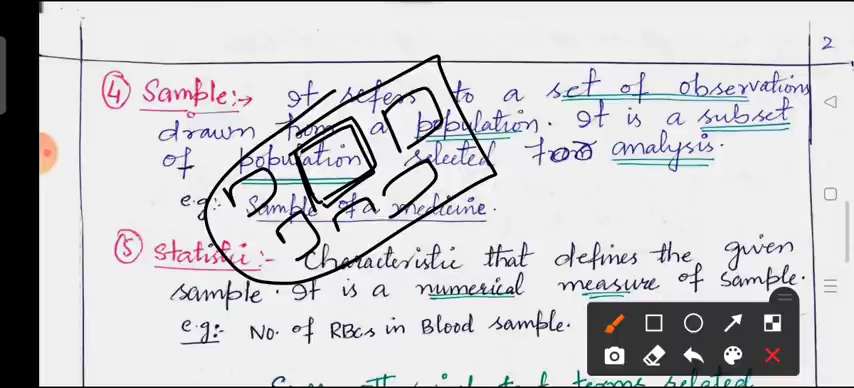 2
④ Sample:→ It refers to a set of observations
drawn from a population. It is a subset
of population selected for analysis.
e.g:- Sample of a medicine.
⑤ Statistic:- Characteristic that defines the given
sample. It is a numerical measure of sample.
e.g:- No. of RBCs in Blood sample.
terms related